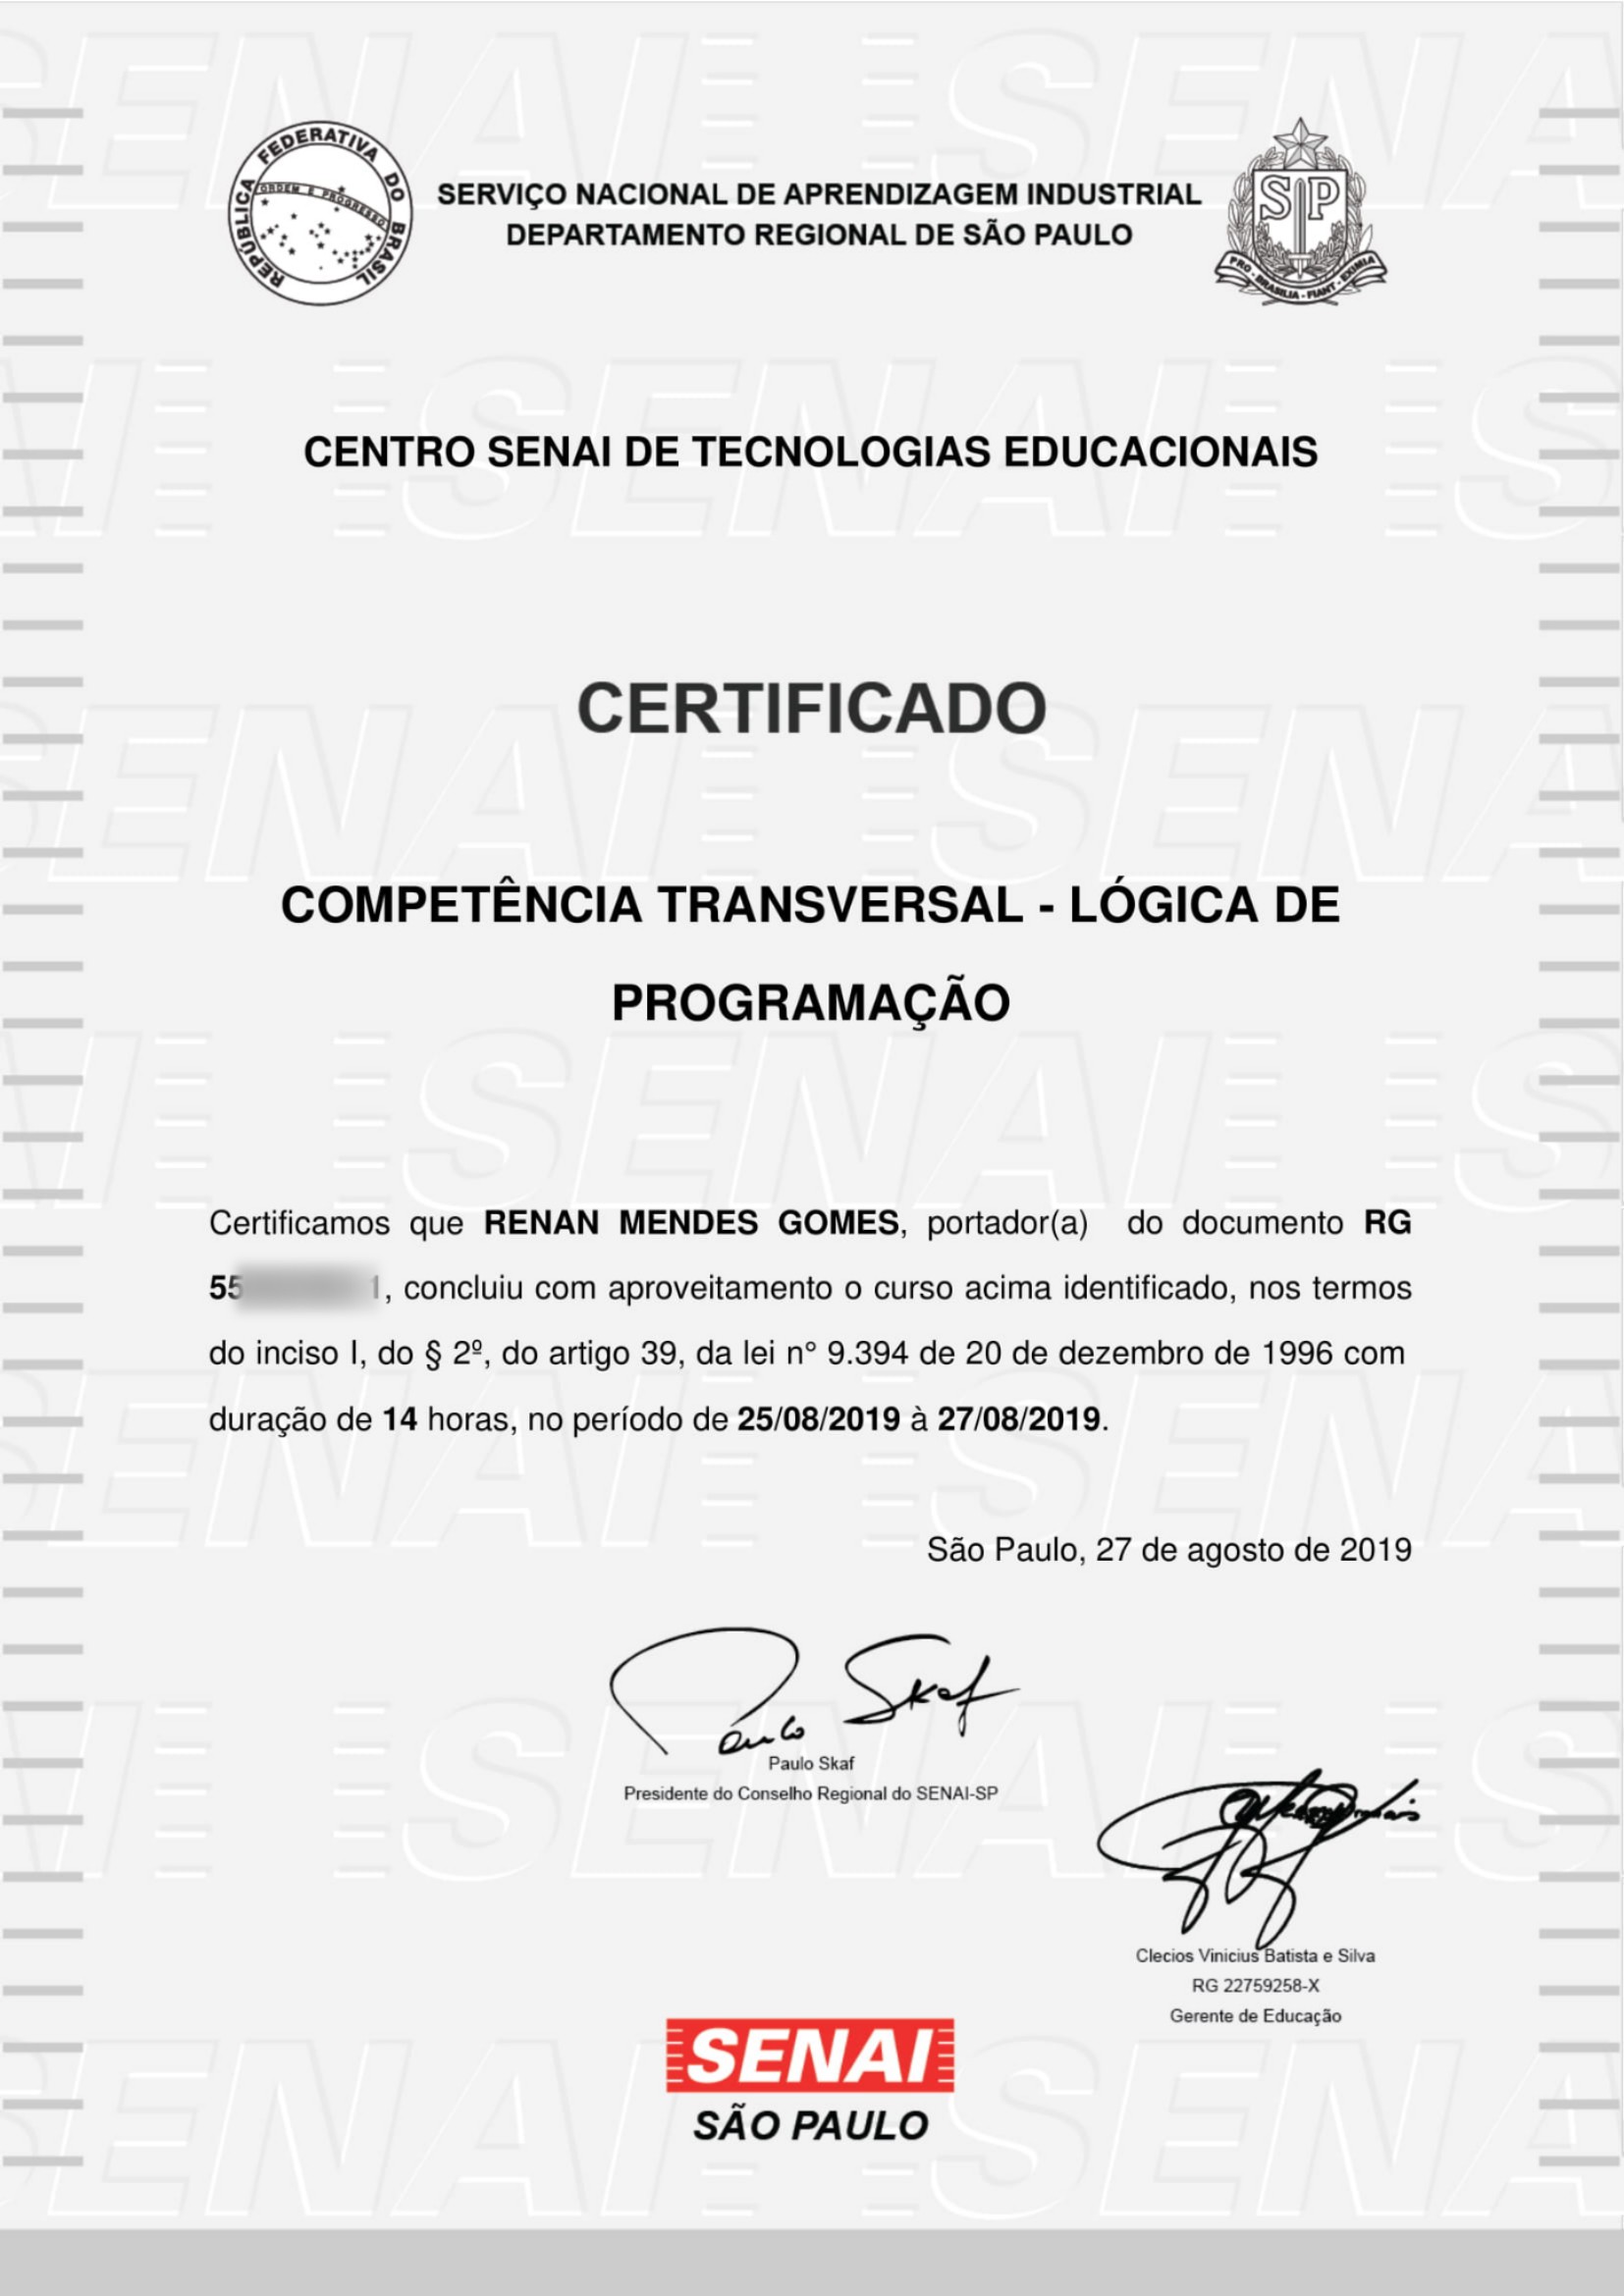 REPÚBLICA FEDERATIVA DO BRASIL
ORDEM E PROGRESSO
SERVIÇO NACIONAL DE APRENDIZAGEM INDUSTRIAL
DEPARTAMENTO REGIONAL DE SÃO PAULO
SP
PRO - BRASILIA - FIANT - EXIMIA
CENTRO SENAI DE TECNOLOGIAS EDUCACIONAIS
CERTIFICADO
COMPETÊNCIA TRANSVERSAL - LÓGICA DE
PROGRAMAÇÃO
Certificamos que RENAN MENDES GOMES, portador(a) do documento RG
55 1, concluiu com aproveitamento o curso acima identificado, nos termos
do inciso I, do § 2º, do artigo 39, da lei n° 9.394 de 20 de dezembro de 1996 com
duração de 14 horas, no período de 25/08/2019 à 27/08/2019.
São Paulo, 27 de agosto de 2019
Paulo Skaf
Paulo Skaf
Presidente do Conselho Regional do SENAI-SP
Clecios Vinicius Batista e Silva
RG 22759258-X
Gerente de Educação
SENAI
SÃO PAULO